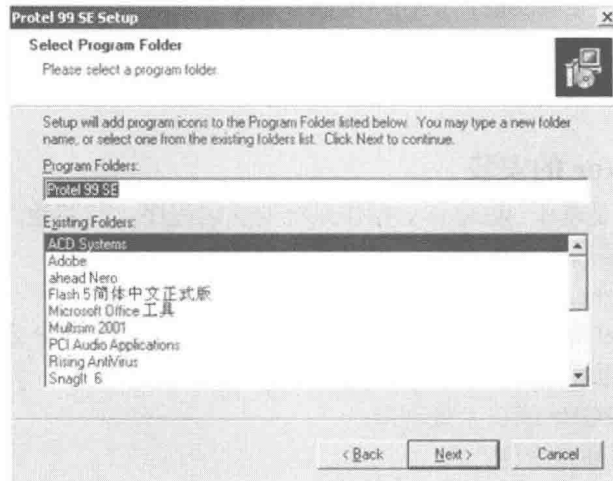 Protel 99 SE Setup
Select Program Folder
Please select a program folder.
Setup will add program icons to the Program Folder listed below. You may type a new folder
name, or select one from the existing folders list. Click Next to continue.
Program Folders:
Protel 99 SE
Existing Folders:
ACD Systems
Adobe
ahead Nero
Flash 5 简体中文正式版
Microsoft Office 工具
Multisim 2001
PCI Audio Applications
Rising AntiVirus
SnagIt 6
< Back
Next >
Cancel